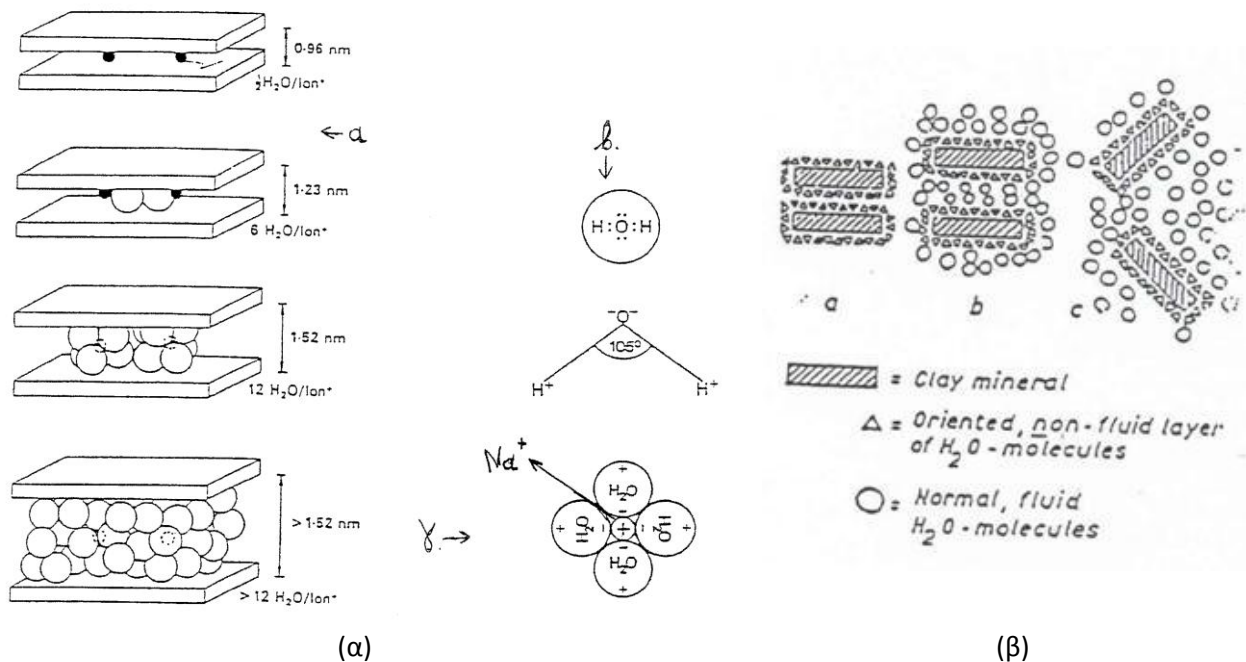 0·96 nm
½H₂O/Ion⁺
← a
1·23 nm
6 H₂O/Ion⁺
1·52 nm
12 H₂O/Ion⁺
> 1·52 nm
> 12 H₂O/Ion⁺
b.
↓
H:Ö:H
⁻O⁻
105°
H⁺ H⁺
Na⁺
γ. →
+
H₂O
-
+ H₂O - + - H₂O +
-
H₂O
+
(α)
a b c
= Clay mineral
△ = Oriented, non-fluid layer
of H₂O-molecules
○ = Normal, fluid
H₂O-molecules
(β)